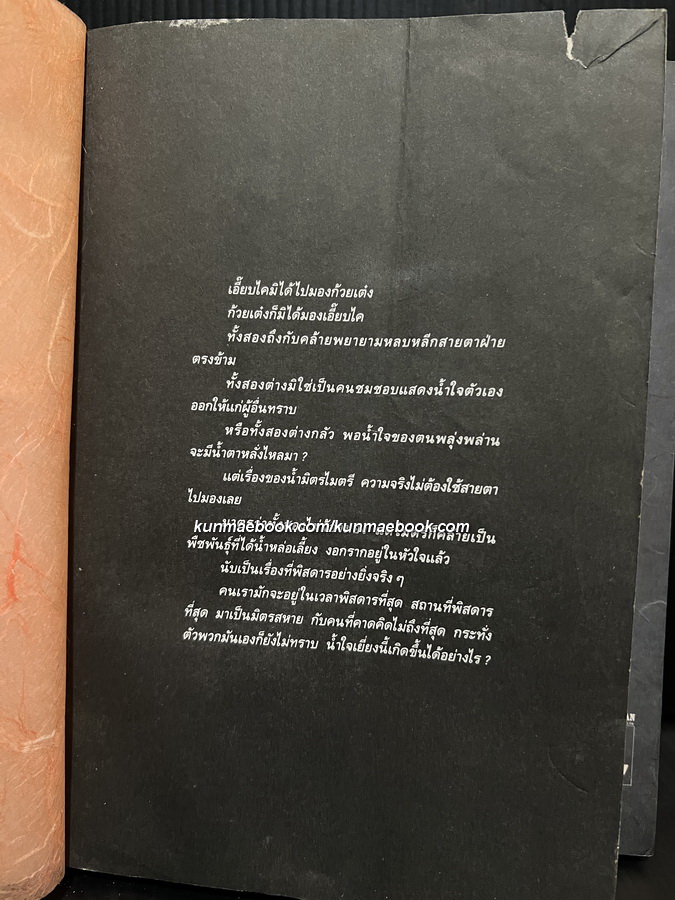 เอี๊ยบไคมิได้ไปมองก้วยเต๋ง
ก้วยเต๋งก็มิได้มองเอี๊ยบไค
ทั้งสองถึงกับคล้ายพยายามหลบหลีกสายตาฝ่าย
ตรงข้าม
ทั้งสองต่างมิใช่เป็นคนชมชอบแสดงน้ำใจตัวเอง
ออกให้แก่ผู้อื่นทราบ
หรือทั้งสองต่างกลัว พอน้ำใจของตนพลุ่งพล่าน
จะมีน้ำตาหลั่งไหลมา ?
แต่เรื่องของน้ำมิตรไมตรี ความจริงไม่ต้องใช้สายตา
ไปมองเลย
kunmaebook.com/kunmaebook.com
ก็คล้ายเป็น
พืชพันธุ์ที่ได้น้ำหล่อเลี้ยง งอกรากอยู่ในหัวใจแล้ว
นับเป็นเรื่องที่พิสดารอย่างยิ่งจริง ๆ
คนเรามักจะอยู่ในเวลาพิสดารที่สุด สถานที่พิสดาร
ที่สุด มาเป็นมิตรสหาย กับคนที่คาดคิดไม่ถึงที่สุด กระทั่ง
ตัวพวกมันเองก็ยังไม่ทราบ น้ำใจเยี่ยงนี้เกิดขึ้นได้อย่างไร ?